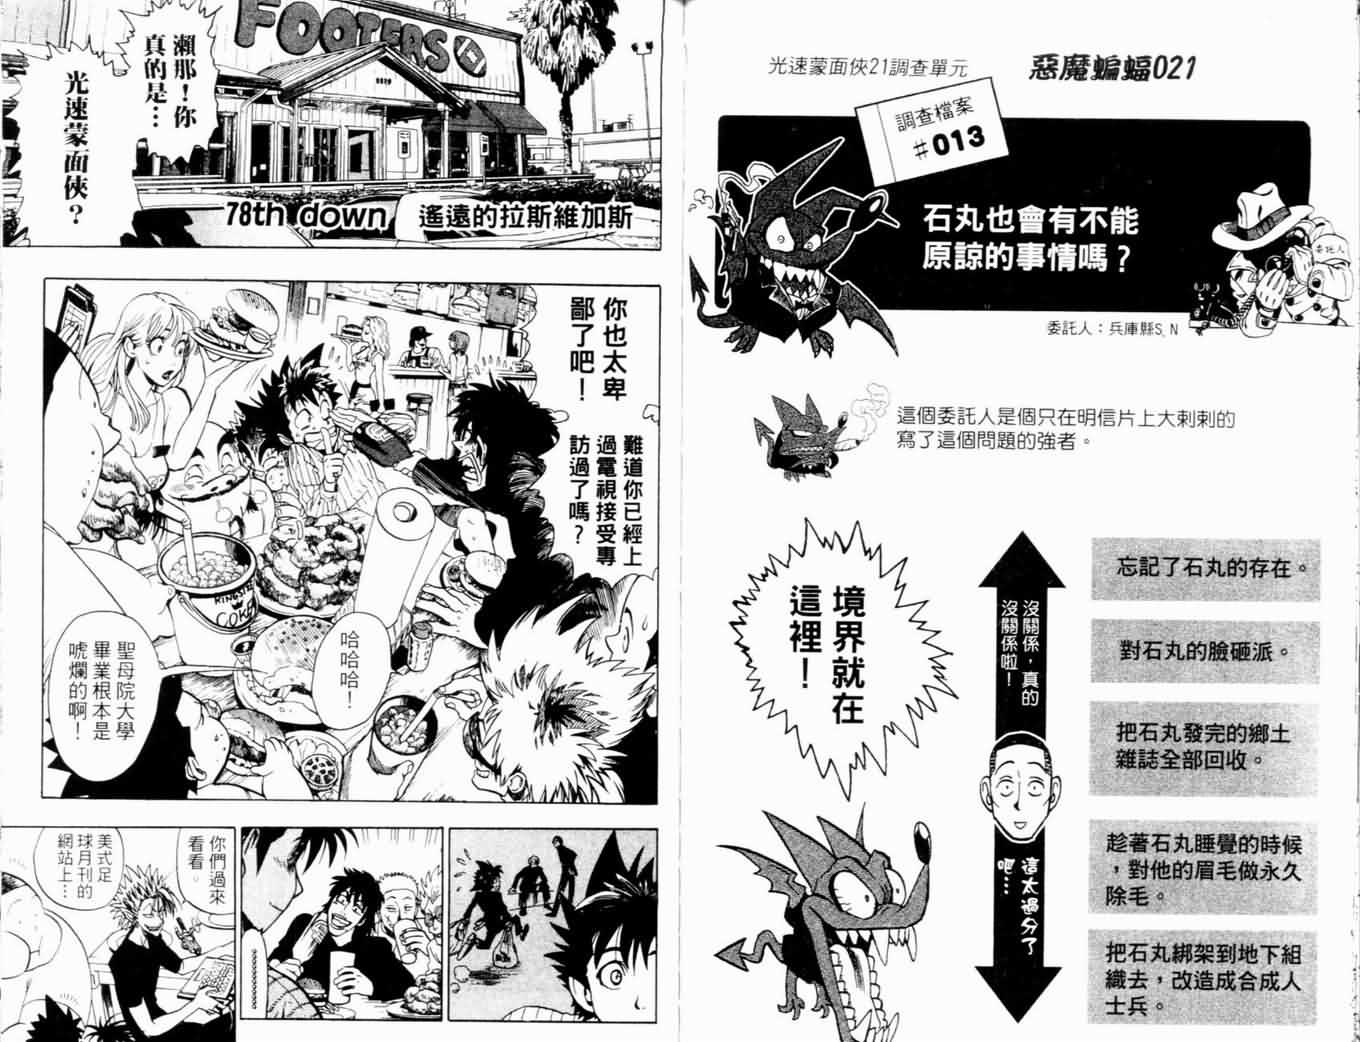 光速蒙面俠21調查單元
惡魔蝙蝠021
調查檔案
#013
石丸也會有不能
原諒的事情嗎？
委託人
委託人：兵庫縣S,N
這個委託人是個只在明信片上大剌剌的
寫了這個問題的強者。
境界就在
這裡！
沒關係，真的
沒關係啦！
這太過分了
吧…
忘記了石丸的存在。
對石丸的臉砸派。
把石丸發完的鄉土
雜誌全部回收。
趁著石丸睡覺的時候
，對他的眉毛做永久
除毛。
把石丸綁架到地下組
織去，改造成合成人
士兵。
FOOTERS
瀨那！你
真的是…
光速蒙面俠？
78th down 遙遠的拉斯維加斯
你也太卑
鄙了吧！
難道你已經上
過電視接受專
訪過了嗎？
KINGSIZE
COKE
哈哈哈！
聖母院大學
畢業根本是
唬爛的啊！
………
你們過來
看看。
美式足
球月刊的
網站上…